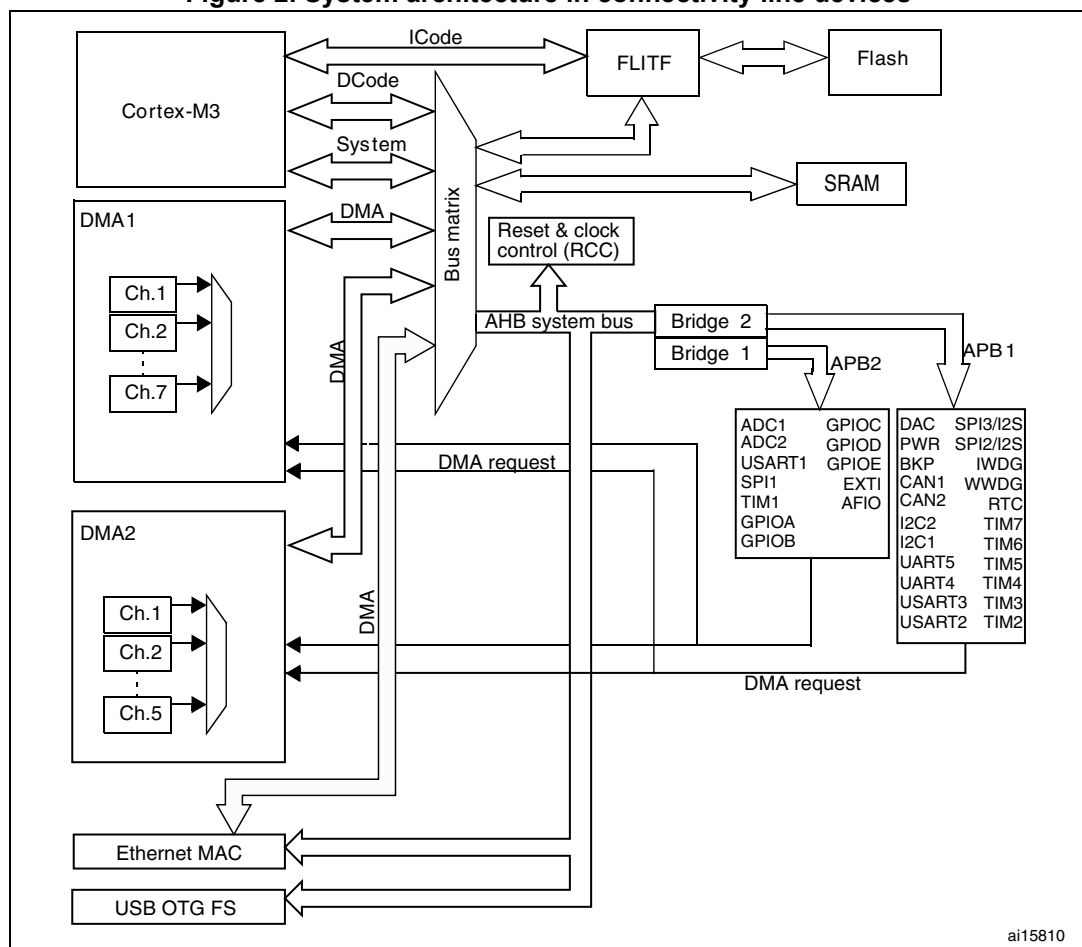 Figure 2. System architecture in connectivity line devices
ICode
FLITF
Flash
Cortex-M3
DCode
System
SRAM
DMA1
DMA
Bus matrix
Reset & clock
control (RCC)
Ch.1
Ch.2
Ch.7
AHB system bus
Bridge 2
Bridge 1
APB2
APB1
DMA
ADC1 GPIOC
ADC2 GPIOD
USART1 GPIOE
SPI1 EXTI
TIM1 AFIO
GPIOA
GPIOB
DAC SPI3/I2S
PWR SPI2/I2S
BKP IWDG
CAN1 WWDG
CAN2 RTC
I2C2 TIM7
I2C1 TIM6
UART5 TIM5
UART4 TIM4
USART3 TIM3
USART2 TIM2
DMA request
DMA2
Ch.1
Ch.2
Ch.5
DMA
DMA request
Ethernet MAC
USB OTG FS
ai15810